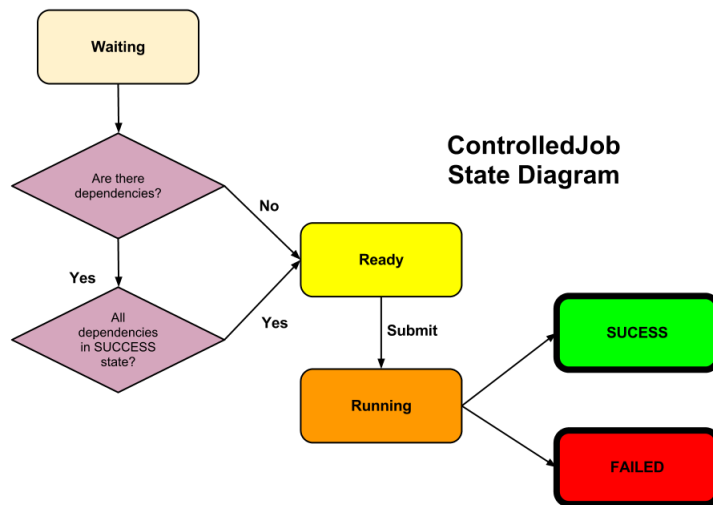 Waiting
ControlledJob
State Diagram
Are there
dependencies?
No
Ready
Yes
All
dependencies
in SUCCESS
state?
Yes
Submit
SUCESS
Running
FAILED